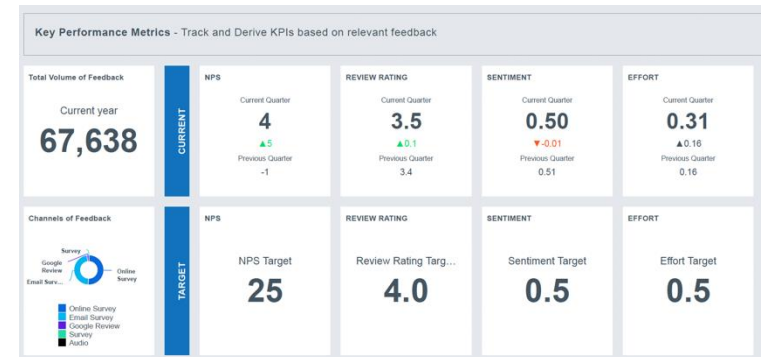 Key Performance Metrics - Track and Derive KPIs based on relevant feedback
Total Volume of Feedback
Current year
67,638
CURRENT
NPS
Current Quarter
4
▲5
Previous Quarter
-1
REVIEW RATING
Current Quarter
3.5
▲0.1
Previous Quarter
3.4
SENTIMENT
Current Quarter
0.50
▼-0.01
Previous Quarter
0.51
EFFORT
Current Quarter
0.31
▲0.16
Previous Quarter
0.16
Channels of Feedback
Survey
Google
Review
Email Surv...
Online
Survey
Online Survey
Email Survey
Google Review
Survey
Audio
TARGET
NPS
NPS Target
25
REVIEW RATING
Review Rating Targ...
4.0
SENTIMENT
Sentiment Target
0.5
EFFORT
Effort Target
0.5